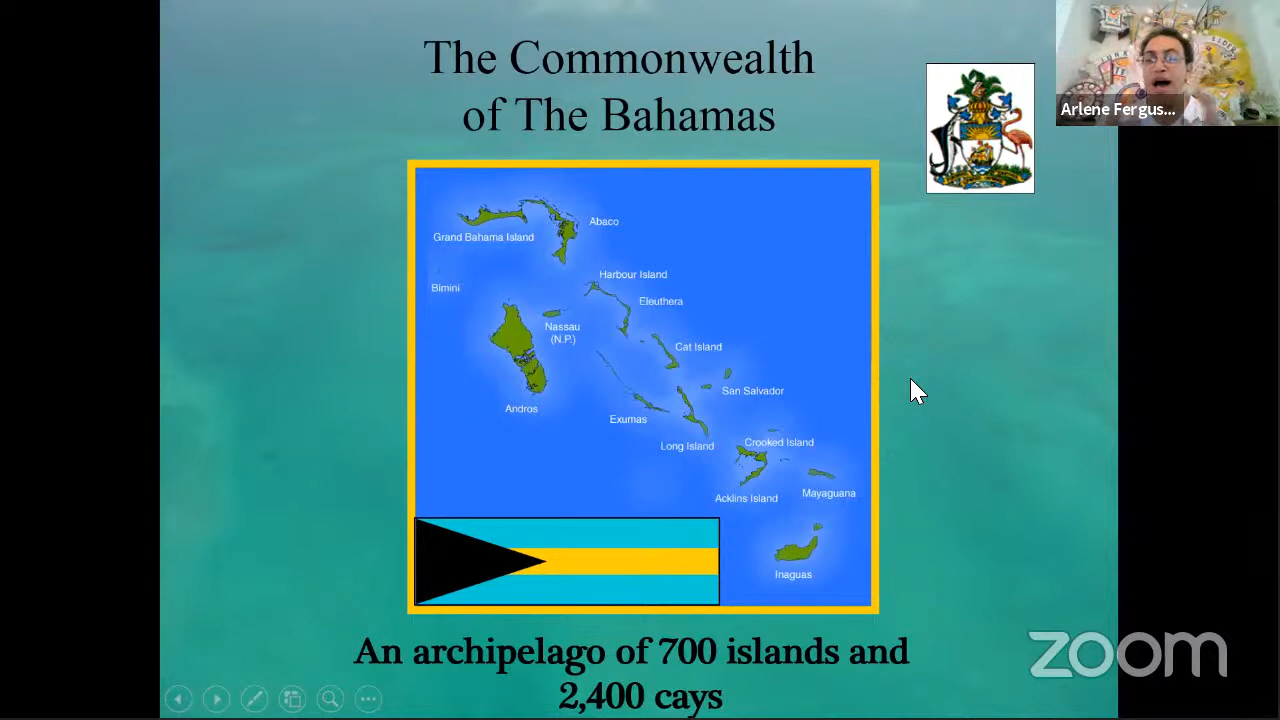 The Commonwealth
of The Bahamas
Arlene Fergus...
Abaco
Grand Bahama Island
Harbour Island
Bimini
Eleuthera
Nassau
(N.P.)
Cat Island
San Salvador
Andros
Exumas
Long Island
Crooked Island
Acklins Island
Mayaguana
Inaguas
An archipelago of 700 islands and
2,400 cays
zoom